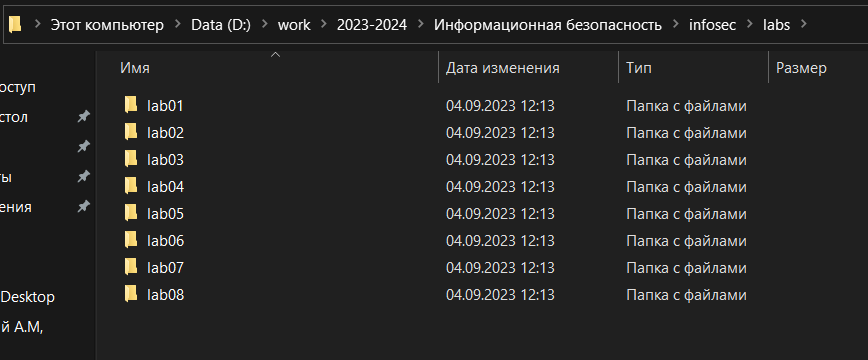 Этот компьютер > Data (D:) > work > 2023-2024 > Информационная безопасность > infosec > labs >
Имя Дата изменения Тип Размер
оступ
стол
ты
ения
Desktop
й А.М,
lab01 04.09.2023 12:13 Папка с файлами
lab02 04.09.2023 12:13 Папка с файлами
lab03 04.09.2023 12:13 Папка с файлами
lab04 04.09.2023 12:13 Папка с файлами
lab05 04.09.2023 12:13 Папка с файлами
lab06 04.09.2023 12:13 Папка с файлами
lab07 04.09.2023 12:13 Папка с файлами
lab08 04.09.2023 12:13 Папка с файлами